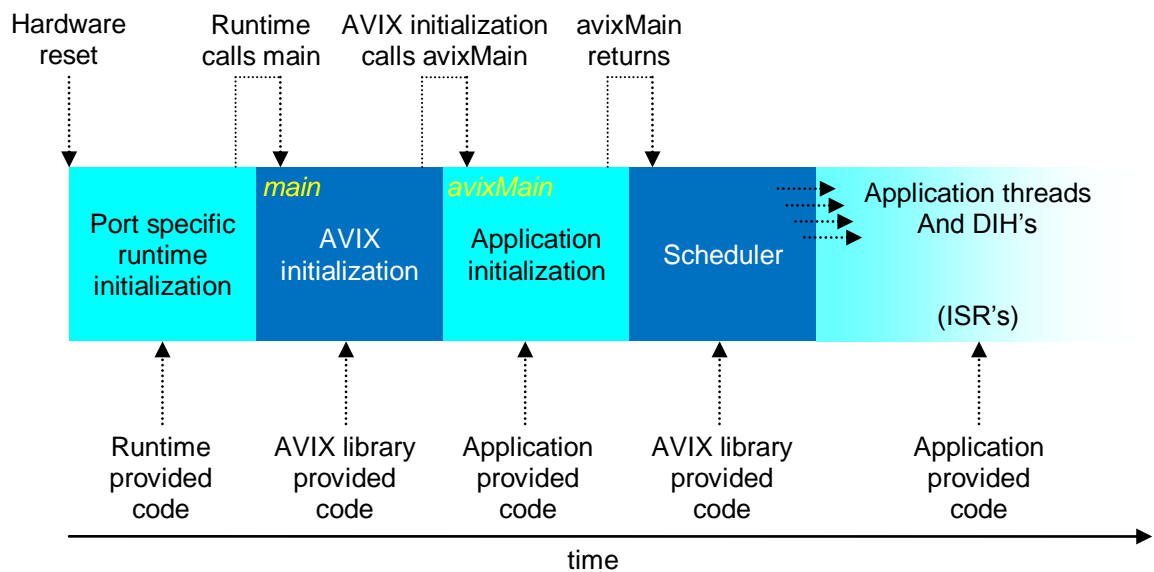 Hardware
reset
Runtime
calls main
AVIX initialization
calls avixMain
avixMain
returns
main
avixMain
Port specific
runtime
initialization
AVIX
initialization
Application
initialization
Scheduler
Application threads
And DIH’s
(ISR’s)
Runtime
provided
code
AVIX library
provided
code
Application
provided
code
AVIX library
provided
code
Application
provided
code
time